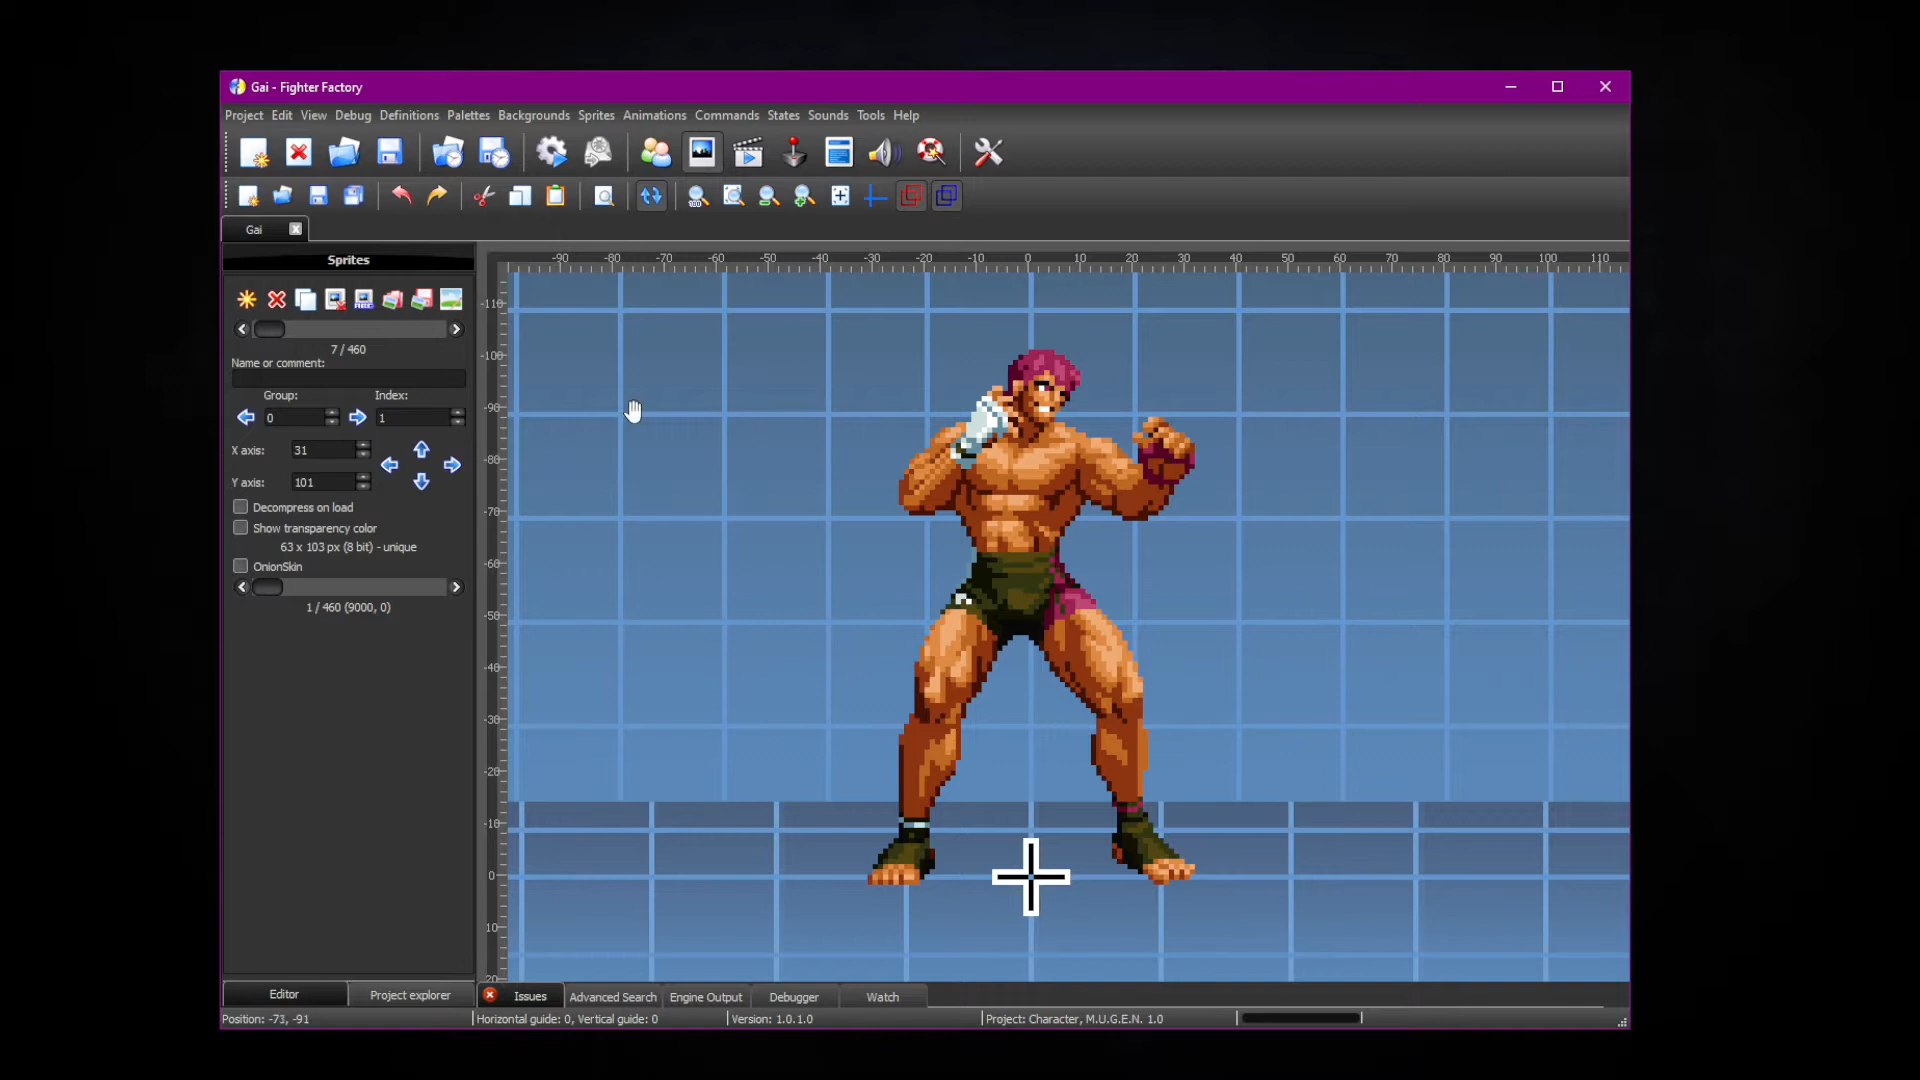 Gai - Fighter Factory
Project Edit View Debug Definitions Palettes Backgrounds Sprites Animations Commands States Sounds Tools Help
Gai
Sprites
-90 -80 -70 -60 -50 -40 -30 -20 -10 0 10 20 30 40 50 60 70 80 90 100 110
7 / 460
Name or comment:
Group: Index:
0 1
X axis: 31
Y axis: 101
Decompress on load
Show transparency color
63 x 103 px (8 bit) - unique
OnionSkin
1 / 460 (9000, 0)
-110
-100
-90
-80
-70
-60
-50
-40
-30
-20
-10
0
10
20
Editor Project explorer
Issues Advanced Search Engine Output Debugger Watch
Position: -73, -91 Horizontal guide: 0, Vertical guide: 0 Version: 1.0.1.0 Project: Character, M.U.G.E.N. 1.0